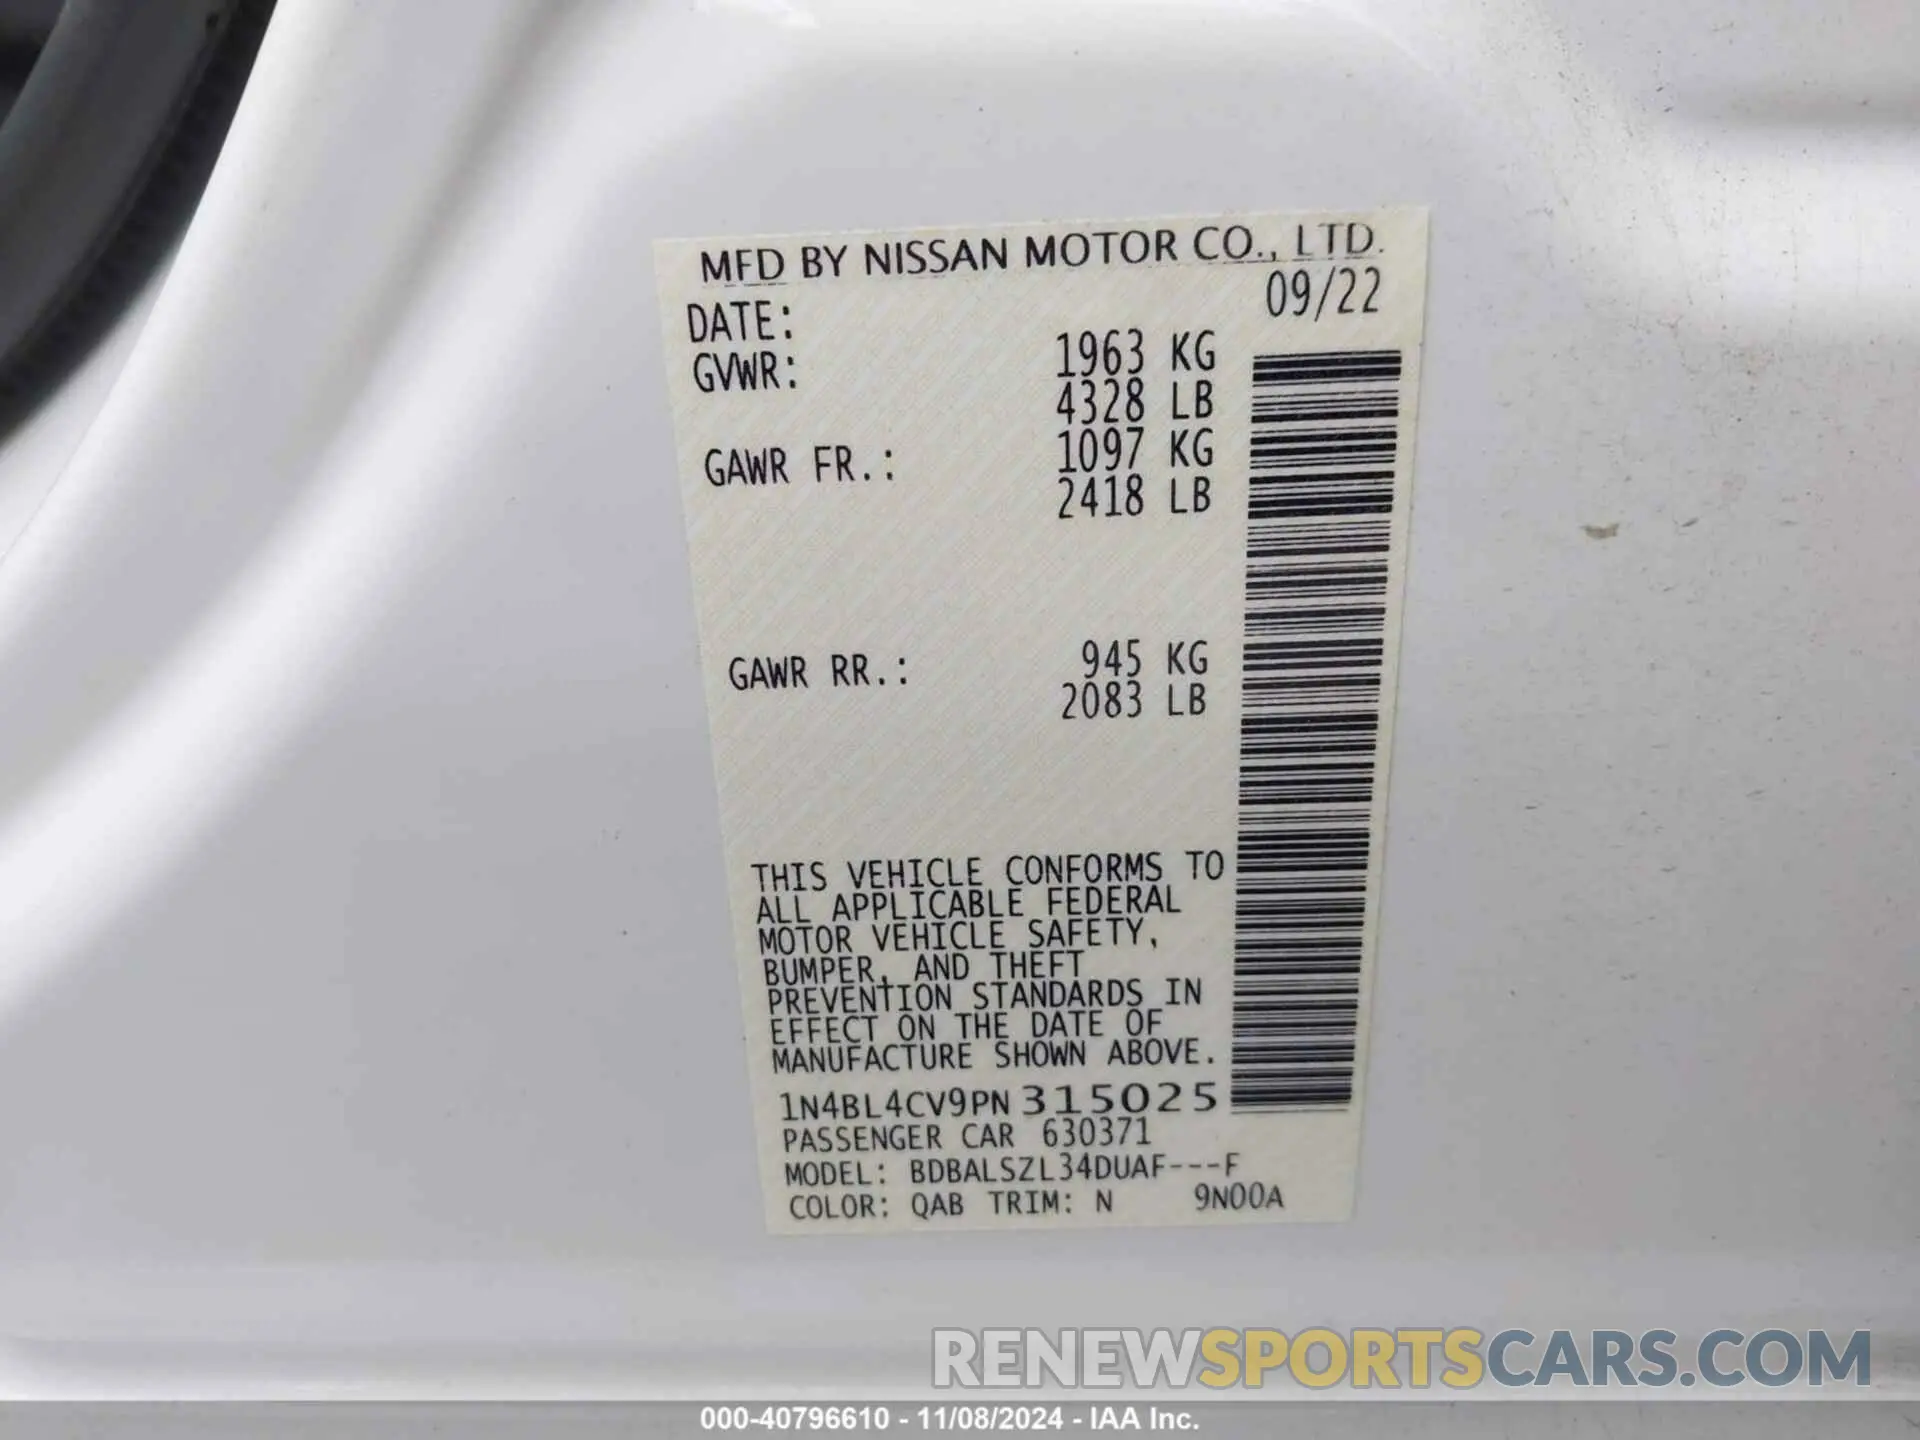 MFD BY NISSAN MOTOR CO., LTD.
DATE: 09/22
GVWR: 1963 KG
4328 LB
GAWR FR.: 1097 KG
2418 LB
GAWR RR.: 945 KG
2083 LB
THIS VEHICLE CONFORMS TO
ALL APPLICABLE FEDERAL
MOTOR VEHICLE SAFETY,
BUMPER, AND THEFT
PREVENTION STANDARDS IN
EFFECT ON THE DATE OF
MANUFACTURE SHOWN ABOVE.
1N4BL4CV9PN315025
PASSENGER CAR 630371
MODEL: BDBALSZL34DUAF---F
COLOR: QAB TRIM: N 9N00A
RENEWSPORTSCARS.COM
000-40796610 - 11/08/2024 - IAA Inc.